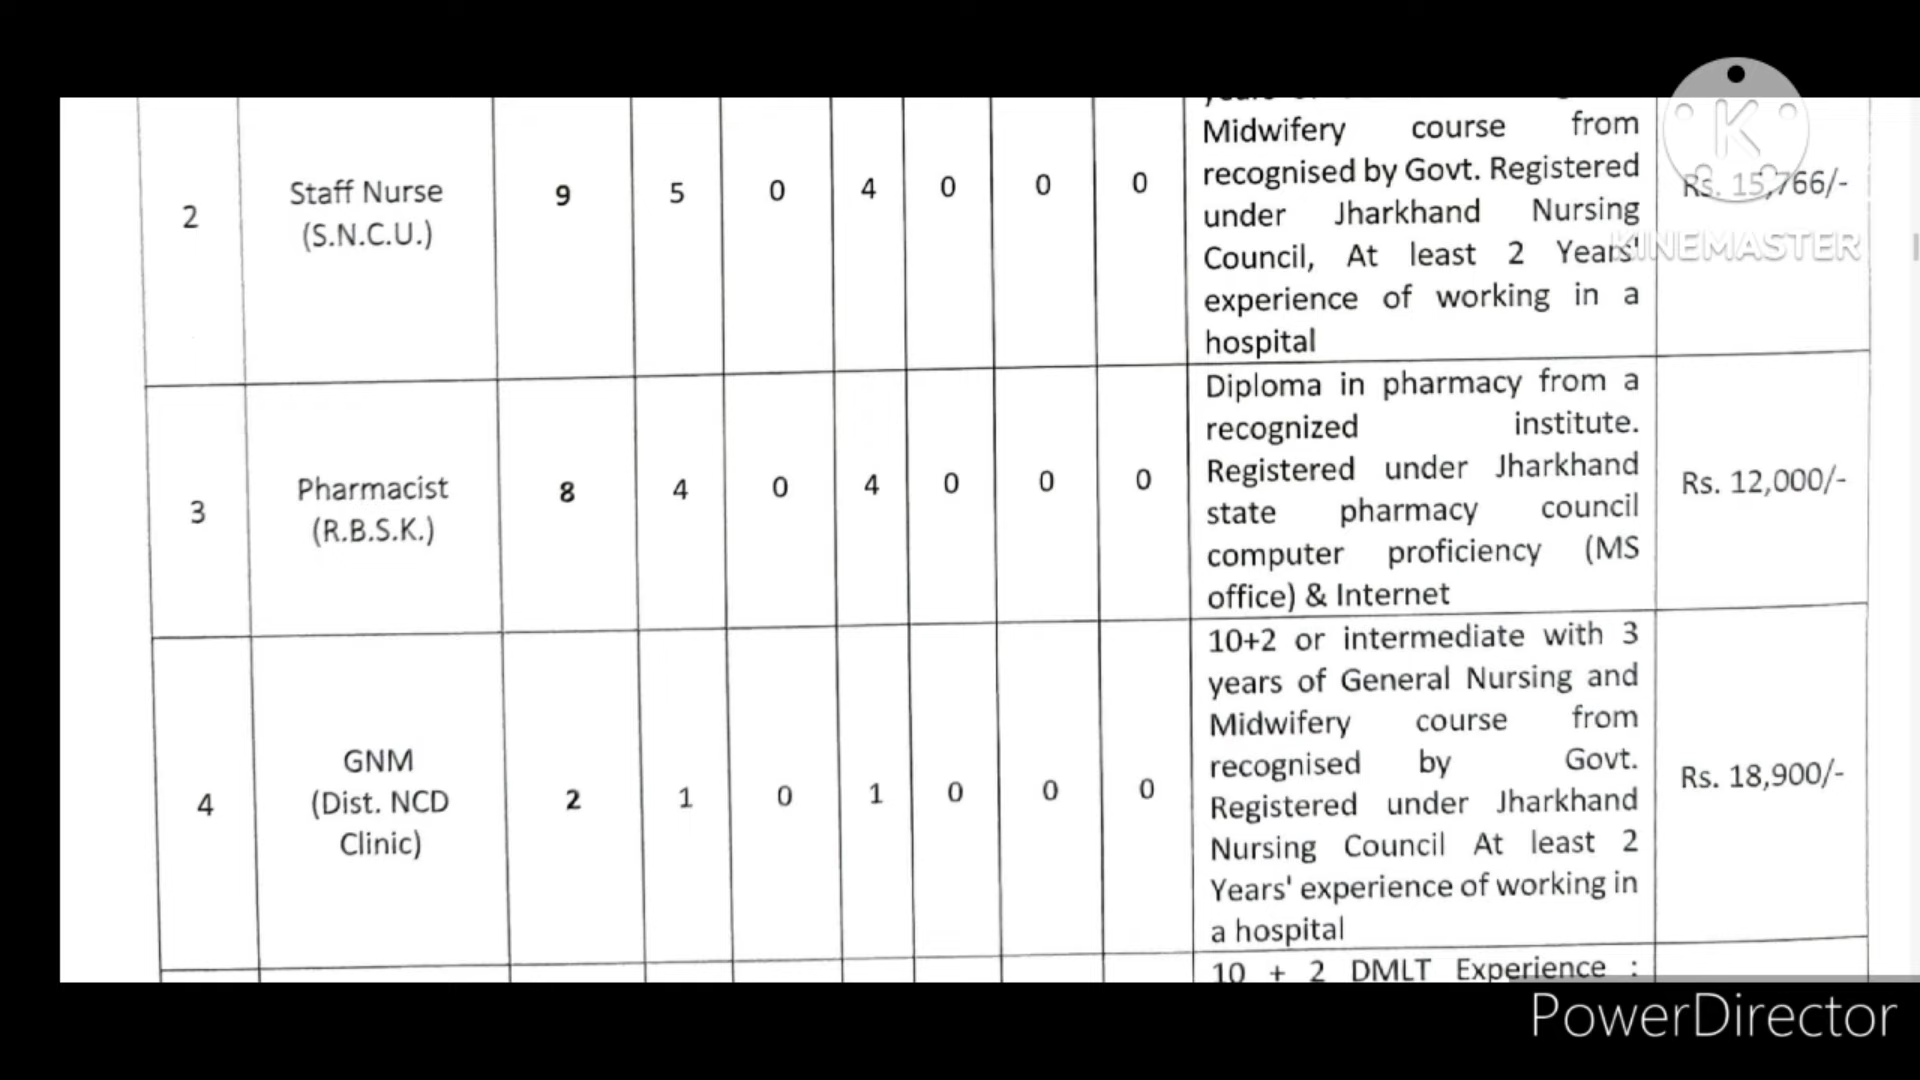 years of
Midwifery course from
recognised by Govt. Registered
under Jharkhand Nursing
Council, At least 2 Years'
experience of working in a
hospital
2
Staff Nurse
(S.N.C.U.)
9 5 0 4 0 0 0
Rs. 15,766/-
K
KINEMASTER
3
Pharmacist
(R.B.S.K.)
8 4 0 4 0 0 0
Diploma in pharmacy from a
recognized institute.
Registered under Jharkhand
state pharmacy council
computer proficiency (MS
office) & Internet
Rs. 12,000/-
4
GNM
(Dist. NCD
Clinic)
2 1 0 1 0 0 0
10+2 or intermediate with 3
years of General Nursing and
Midwifery course from
recognised by Govt.
Registered under Jharkhand
Nursing Council At least 2
Years' experience of working in
a hospital
Rs. 18,900/-
10 + 2 DMLT Experience :
PowerDirector